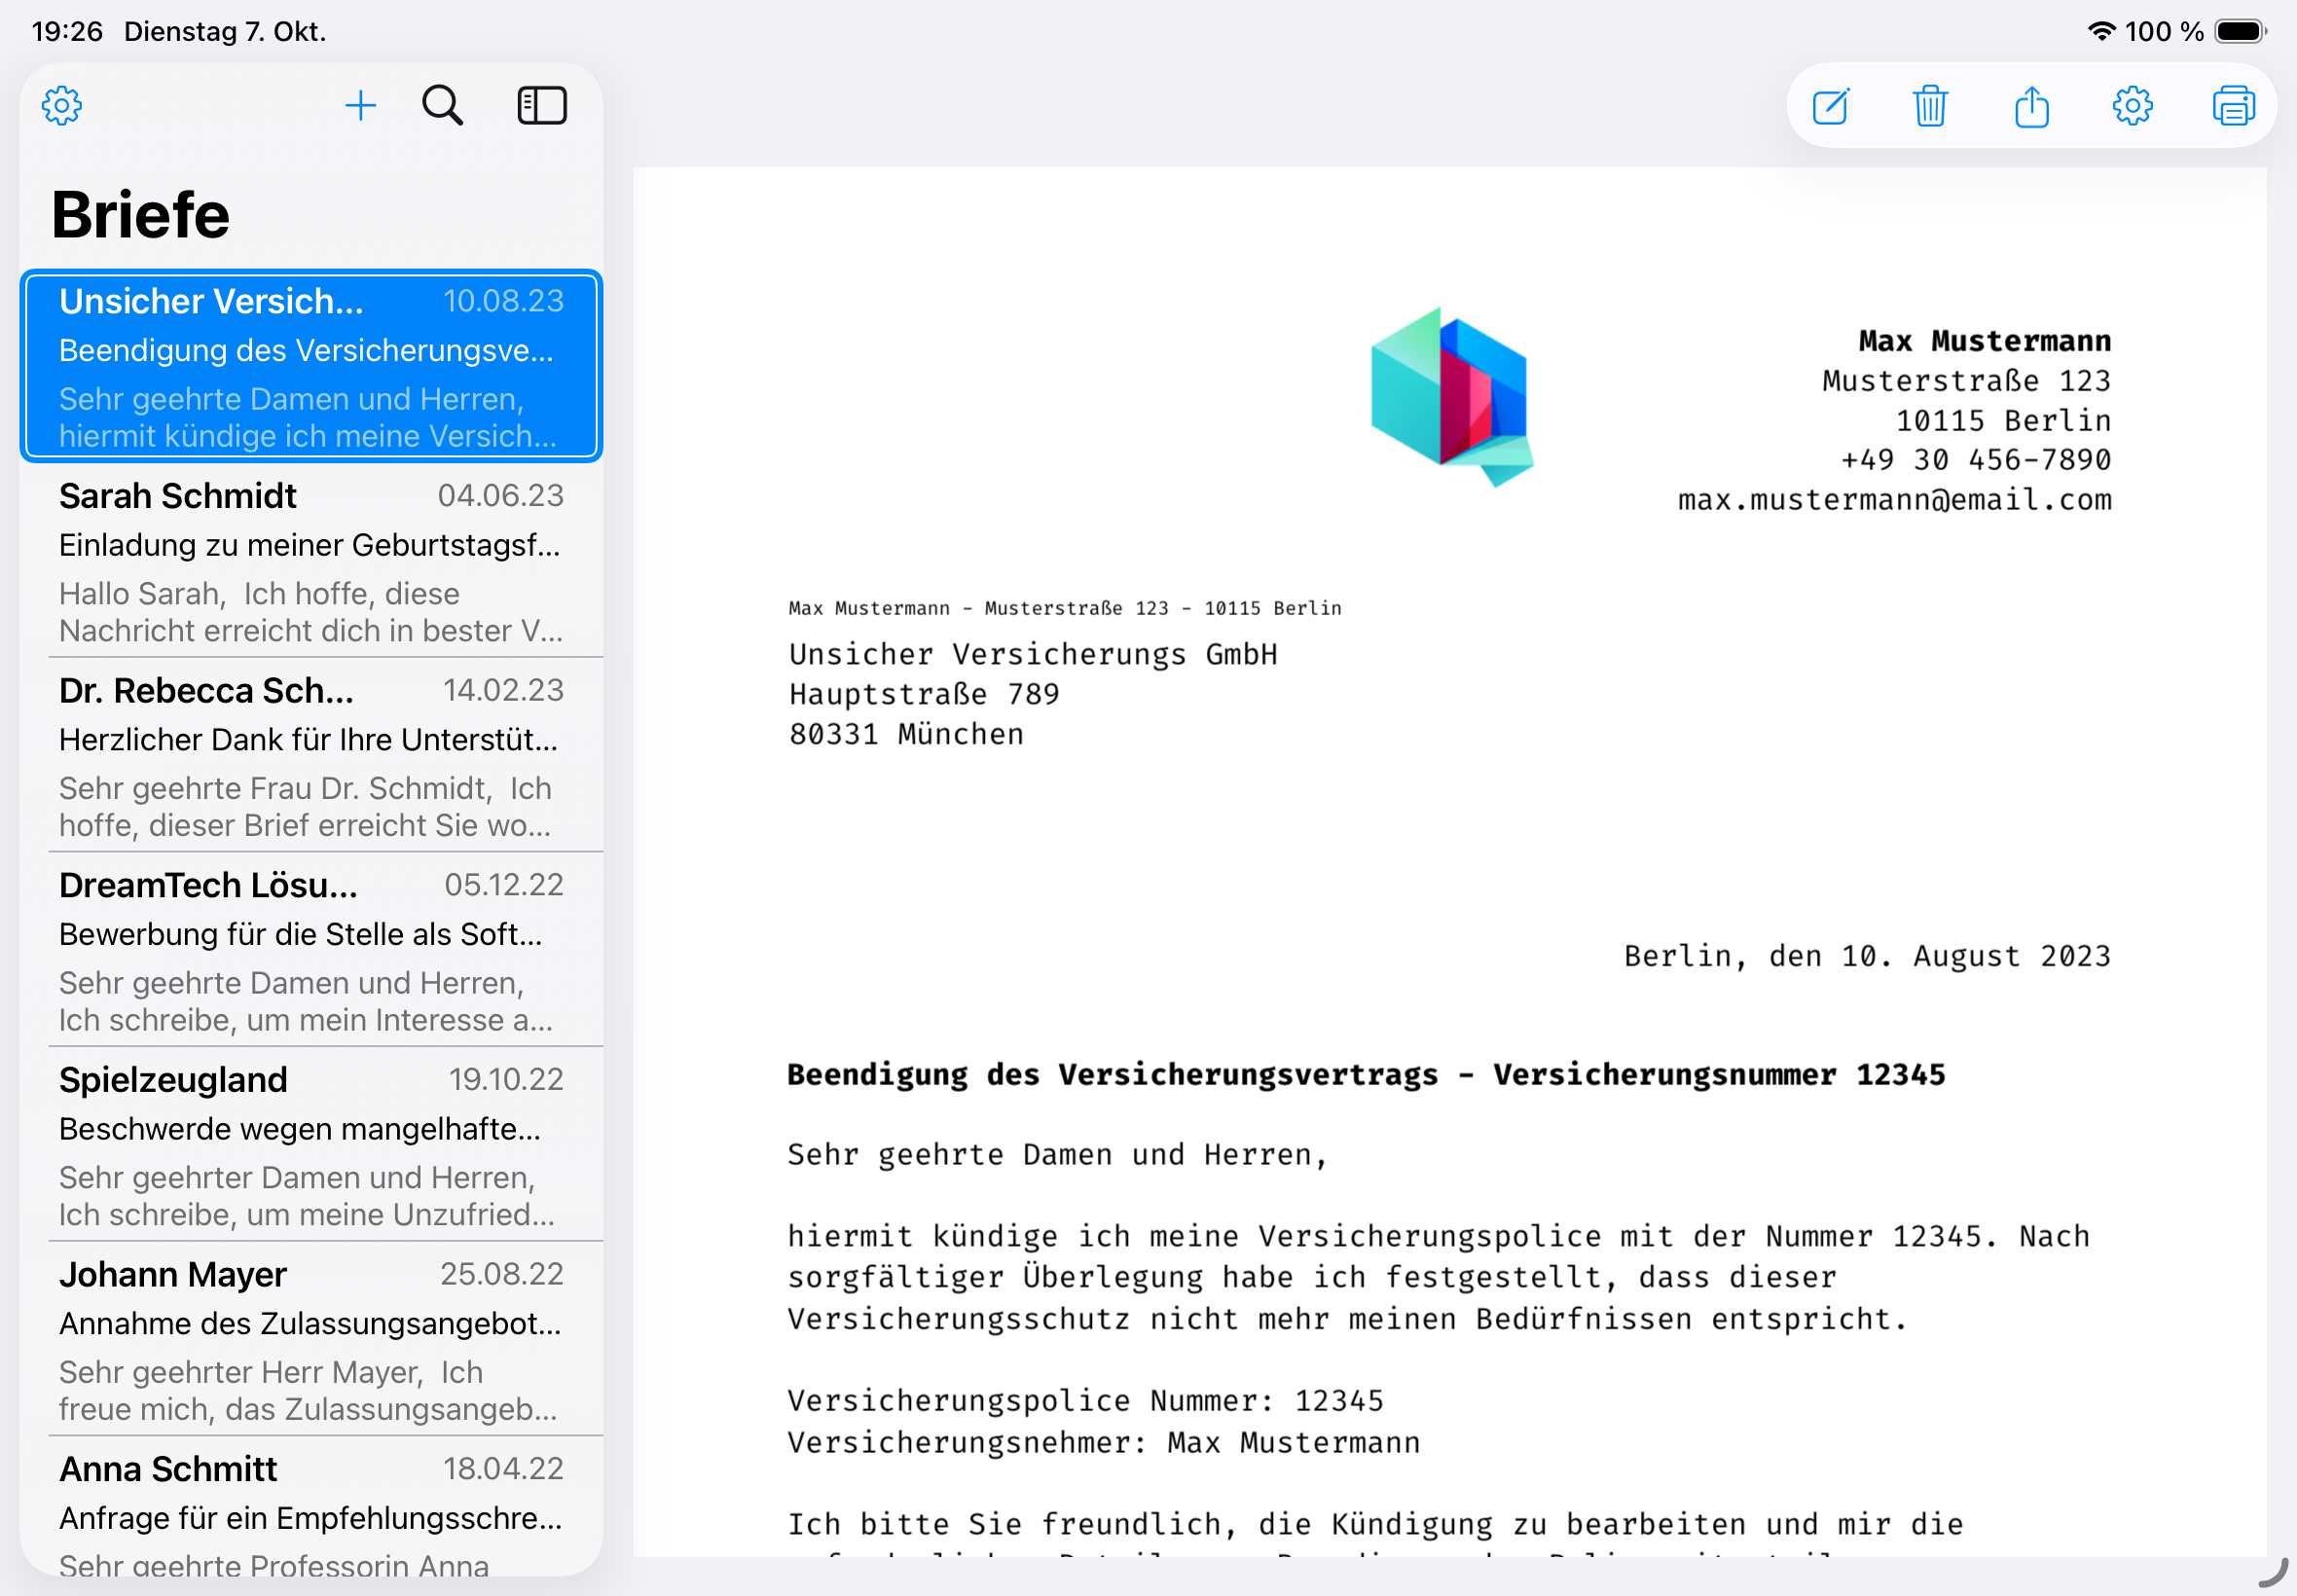 19:26 Dienstag 7. Okt.
100 %
Briefe
Unsicher Versich... 10.08.23
Beendigung des Versicherungsve...
Sehr geehrte Damen und Herren,
hiermit kündige ich meine Versich...
Sarah Schmidt 04.06.23
Einladung zu meiner Geburtstagsf...
Hallo Sarah, Ich hoffe, diese
Nachricht erreicht dich in bester V...
Dr. Rebecca Sch... 14.02.23
Herzlicher Dank für Ihre Unterstüt...
Sehr geehrte Frau Dr. Schmidt, Ich
hoffe, dieser Brief erreicht Sie wo...
DreamTech Lösu... 05.12.22
Bewerbung für die Stelle als Soft...
Sehr geehrte Damen und Herren,
Ich schreibe, um mein Interesse a...
Spielzeugland 19.10.22
Beschwerde wegen mangelhafte...
Sehr geehrter Damen und Herren,
Ich schreibe, um meine Unzufried...
Johann Mayer 25.08.22
Annahme des Zulassungsangebot...
Sehr geehrter Herr Mayer, Ich
freue mich, das Zulassungsangeb...
Anna Schmitt 18.04.22
Anfrage für ein Empfehlungsschre...
Sehr geehrte Professorin Anna
Max Mustermann
Musterstraße 123
10115 Berlin
+49 30 456-7890
max.mustermann@email.com
Max Mustermann - Musterstraße 123 - 10115 Berlin
Unsicher Versicherungs GmbH
Hauptstraße 789
80331 München
Berlin, den 10. August 2023
Beendigung des Versicherungsvertrags - Versicherungsnummer 12345
Sehr geehrte Damen und Herren,
hiermit kündige ich meine Versicherungspolice mit der Nummer 12345. Nach
sorgfältiger Überlegung habe ich festgestellt, dass dieser
Versicherungsschutz nicht mehr meinen Bedürfnissen entspricht.
Versicherungspolice Nummer: 12345
Versicherungsnehmer: Max Mustermann
Ich bitte Sie freundlich, die Kündigung zu bearbeiten und mir die